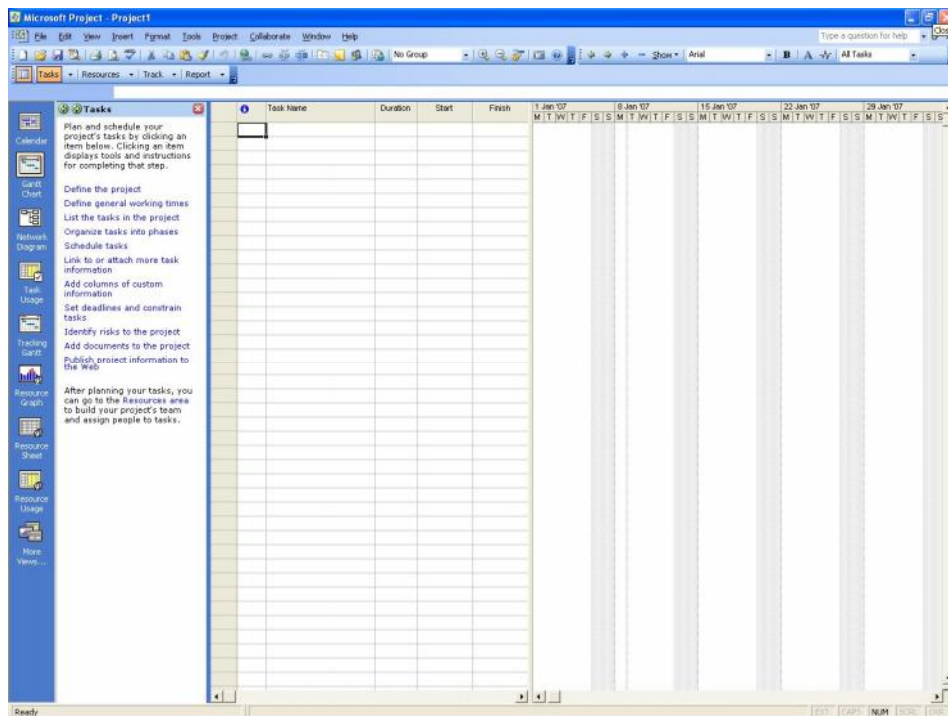 Microsoft Project - Project1
File Edit View Insert Format Tools Project Collaborate Window Help
Type a question for help
Clos
No Group
Show
Arial
B A
All Tasks
Tasks Resources Track Report
Calendar
Gantt
Chart
Network
Diagram
Task
Usage
Tracking
Gantt
Resource
Graph
Resource
Sheet
Resource
Usage
More
Views...
Tasks
Plan and schedule your
project's tasks by clicking an
item below. Clicking an item
displays tools and instructions
for completing that step.
Define the project
Define general working times
List the tasks in the project
Organize tasks into phases
Schedule tasks
Link to or attach more task
information
Add columns of custom
information
Set deadlines and constrain
tasks
Identify risks to the project
Add documents to the project
Publish project information to
the Web
After planning your tasks, you
can go to the Resources area
to build your project's team
and assign people to tasks.
Task Name Duration Start Finish
1 Jan '07 8 Jan '07 15 Jan '07 22 Jan '07 29 Jan '07
M T W T F S S M T W T F S S M T W T F S S M T W T F S S M T W T F S S
Ready
EXT CAPS NUM SCRL OVR